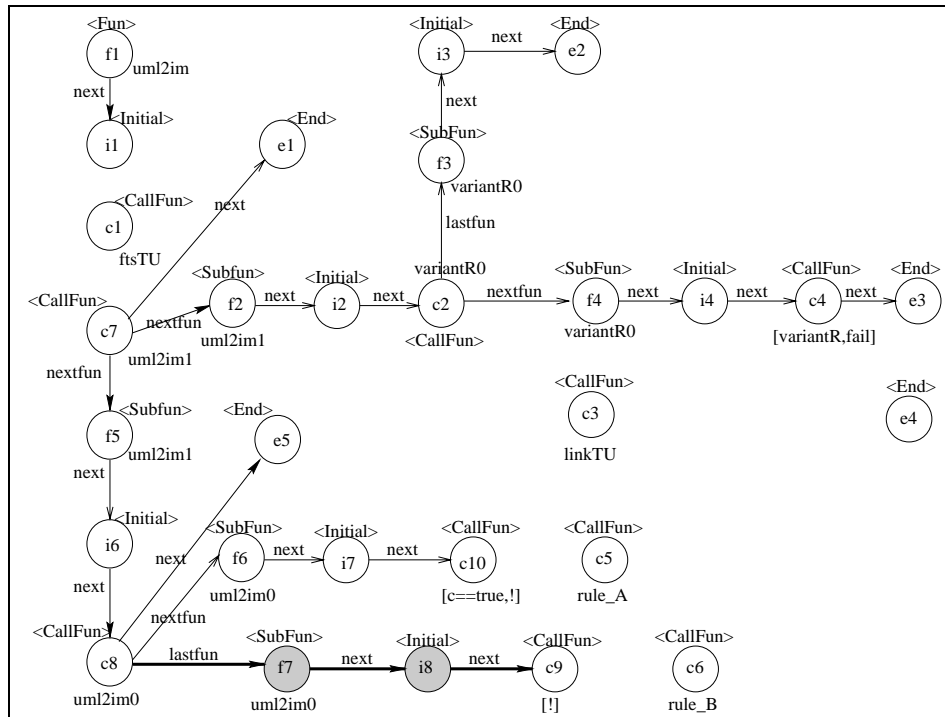 <Fun>
f1
uml2im
next
<Initial>
i1
<Initial>
i3
next
<End>
e2
next
<SubFun>
f3
variantR0
lastfun
<End>
e1
next
<CallFun>
c1
ftsTU
<CallFun>
c7
nextfun
<Subfun>
f2
uml2im1
next
<Initial>
i2
next
variantR0
c2
<CallFun>
nextfun
<SubFun>
f4
variantR0
next
<Initial>
i4
next
<CallFun>
c4
[variantR,fail]
next
<End>
e3
uml2im1
nextfun
<Subfun>
f5
uml2im1
<End>
e5
<CallFun>
c3
linkTU
<End>
e4
next
<Initial>
i6
next
next
<SubFun>
f6
uml2im0
next
<Initial>
i7
next
<CallFun>
c10
[c==true,!]
<CallFun>
c5
rule_A
nextfun
<CallFun>
c8
uml2im0
lastfun
<SubFun>
f7
uml2im0
next
<Initial>
i8
next
<CallFun>
c9
[!]
<CallFun>
c6
rule_B